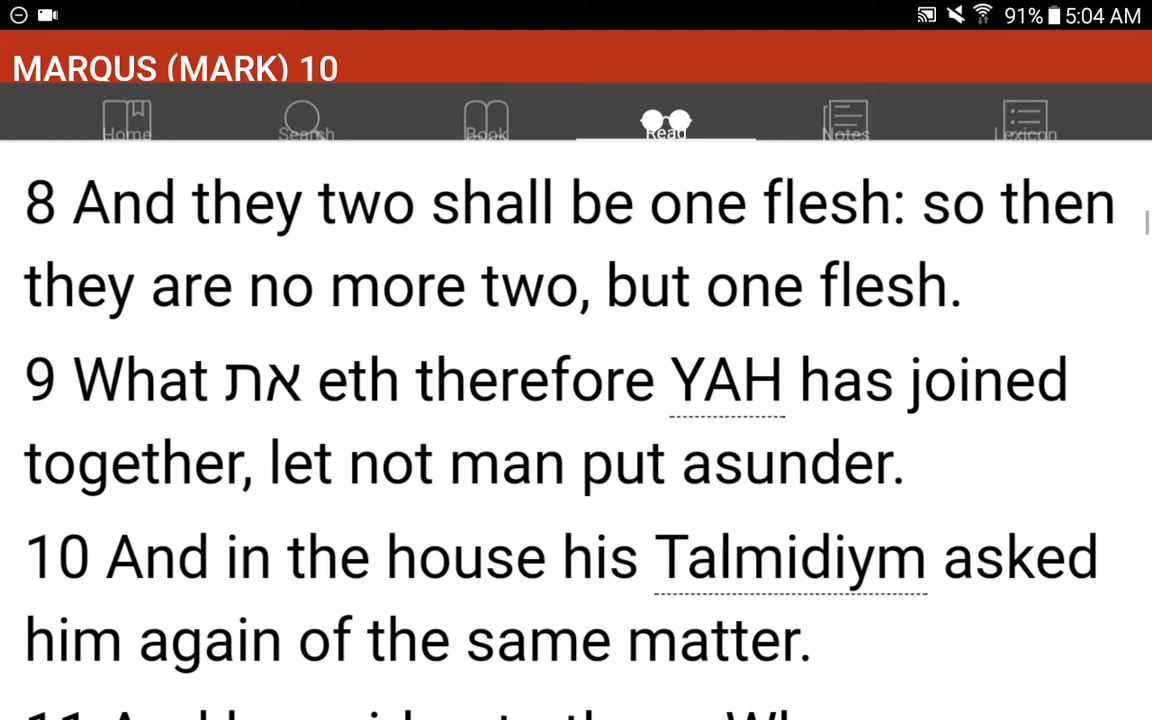 91% 5:04 AM
MARQUS (MARK) 10
Home Search Book Read Notes Lexicon
8 And they two shall be one flesh: so then
they are no more two, but one flesh.
9 What את eth therefore YAH has joined
together, let not man put asunder.
10 And in the house his Talmidiym asked
him again of the same matter.